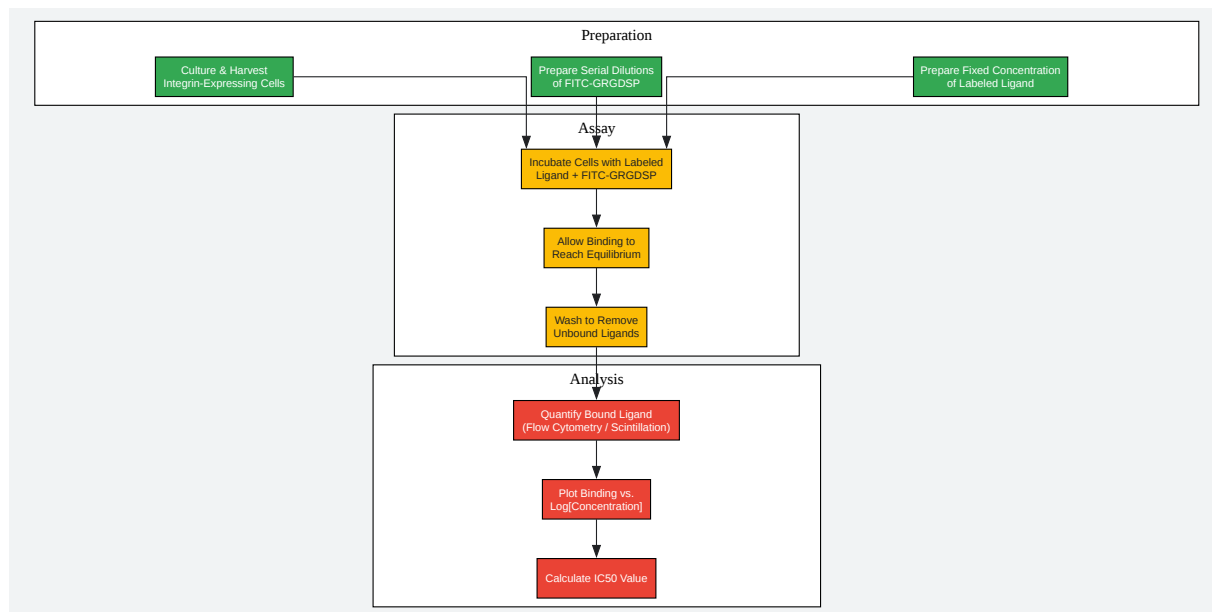 Preparation
Culture & Harvest
Integrin-Expressing Cells
Prepare Serial Dilutions
of FITC-GRGDSP
Prepare Fixed Concentration
of Labeled Ligand
Assay
Incubate Cells with Labeled
Ligand + FITC-GRGDSP
Allow Binding to
Reach Equilibrium
Wash to Remove
Unbound Ligands
Analysis
Quantify Bound Ligand
(Flow Cytometry / Scintillation)
Plot Binding vs.
Log[Concentration]
Calculate IC50 Value